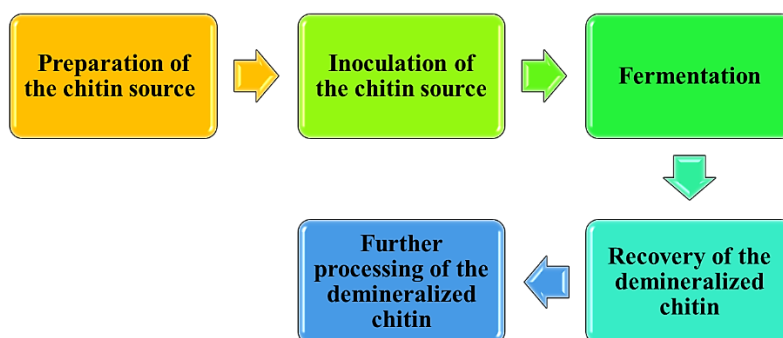 Preparation of
the chitin source
Inoculation of
the chitin source
Fermentation
Recovery of the
demineralized
chitin
Further
processing of the
demineralized
chitin